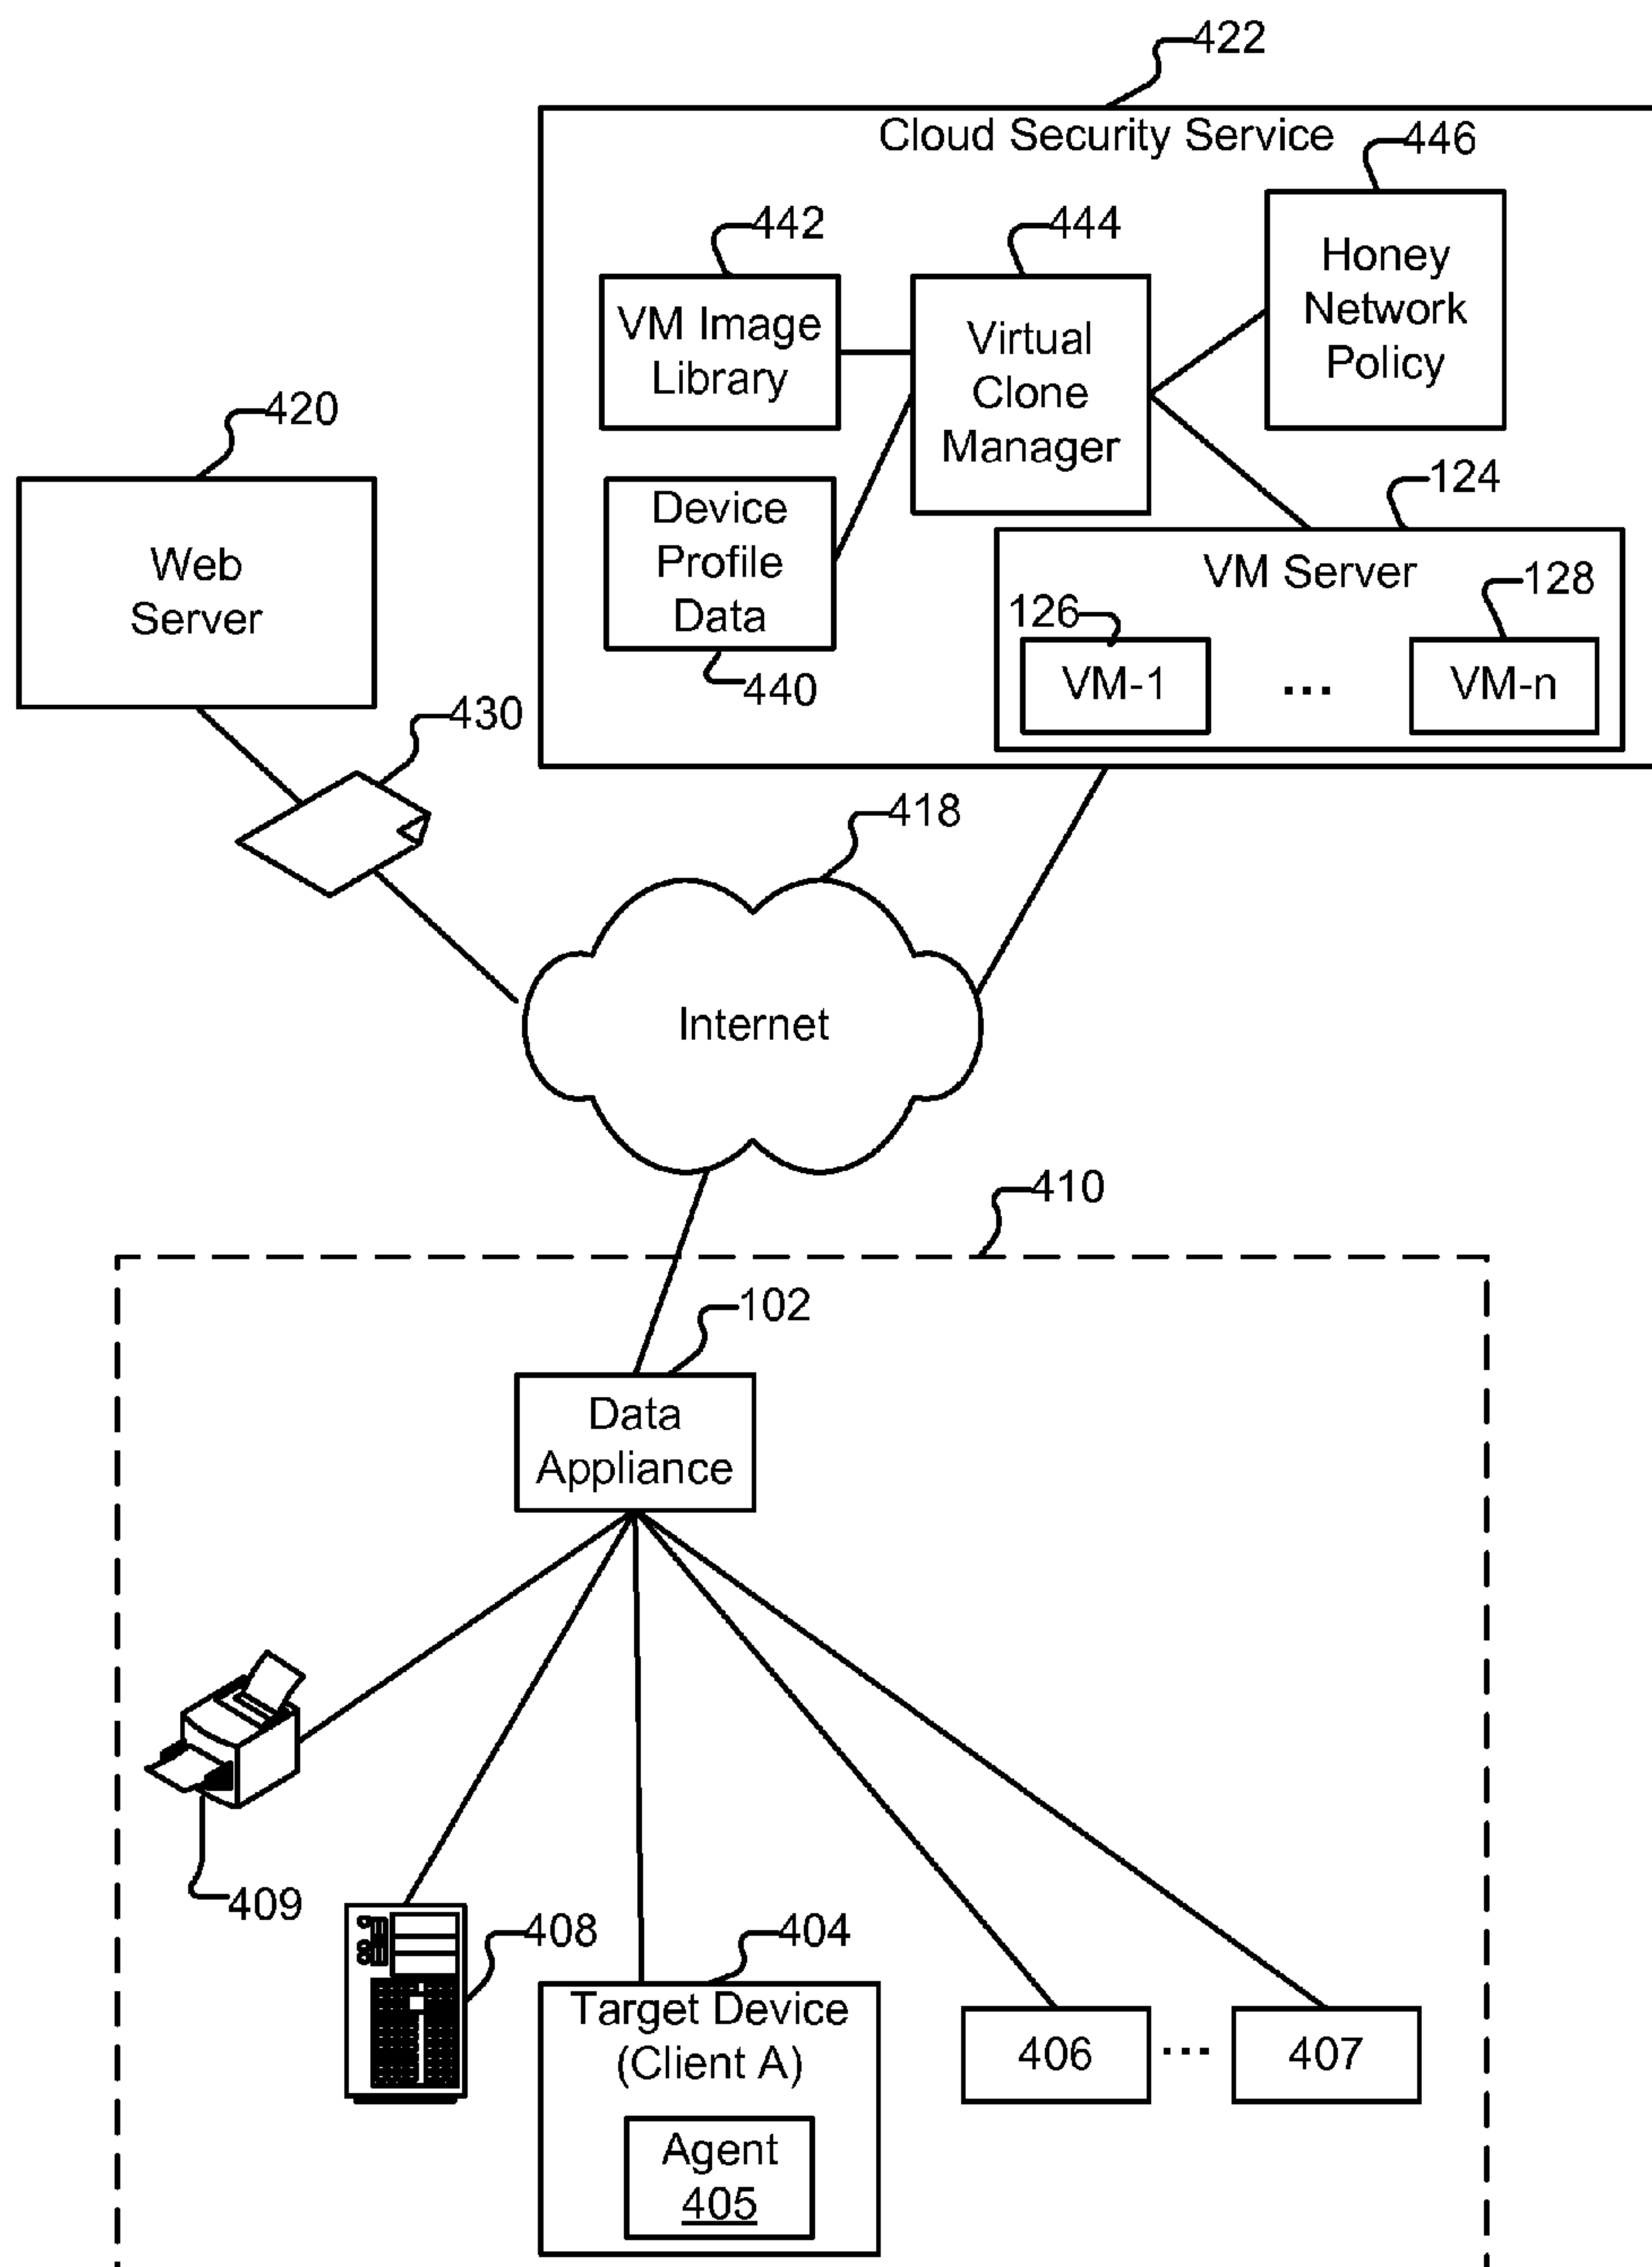 422
Cloud Security Service
446
442
444
Honey
Network
Policy
VM Image
Library
Virtual
Clone
Manager
420
124
Web
Server
Device
Profile
Data
440
VM Server
126
128
VM-1
...
VM-n
430
418
Internet
410
102
Data
Appliance
409
408
404
Target Device
(Client A)
Agent
405
406
...
407